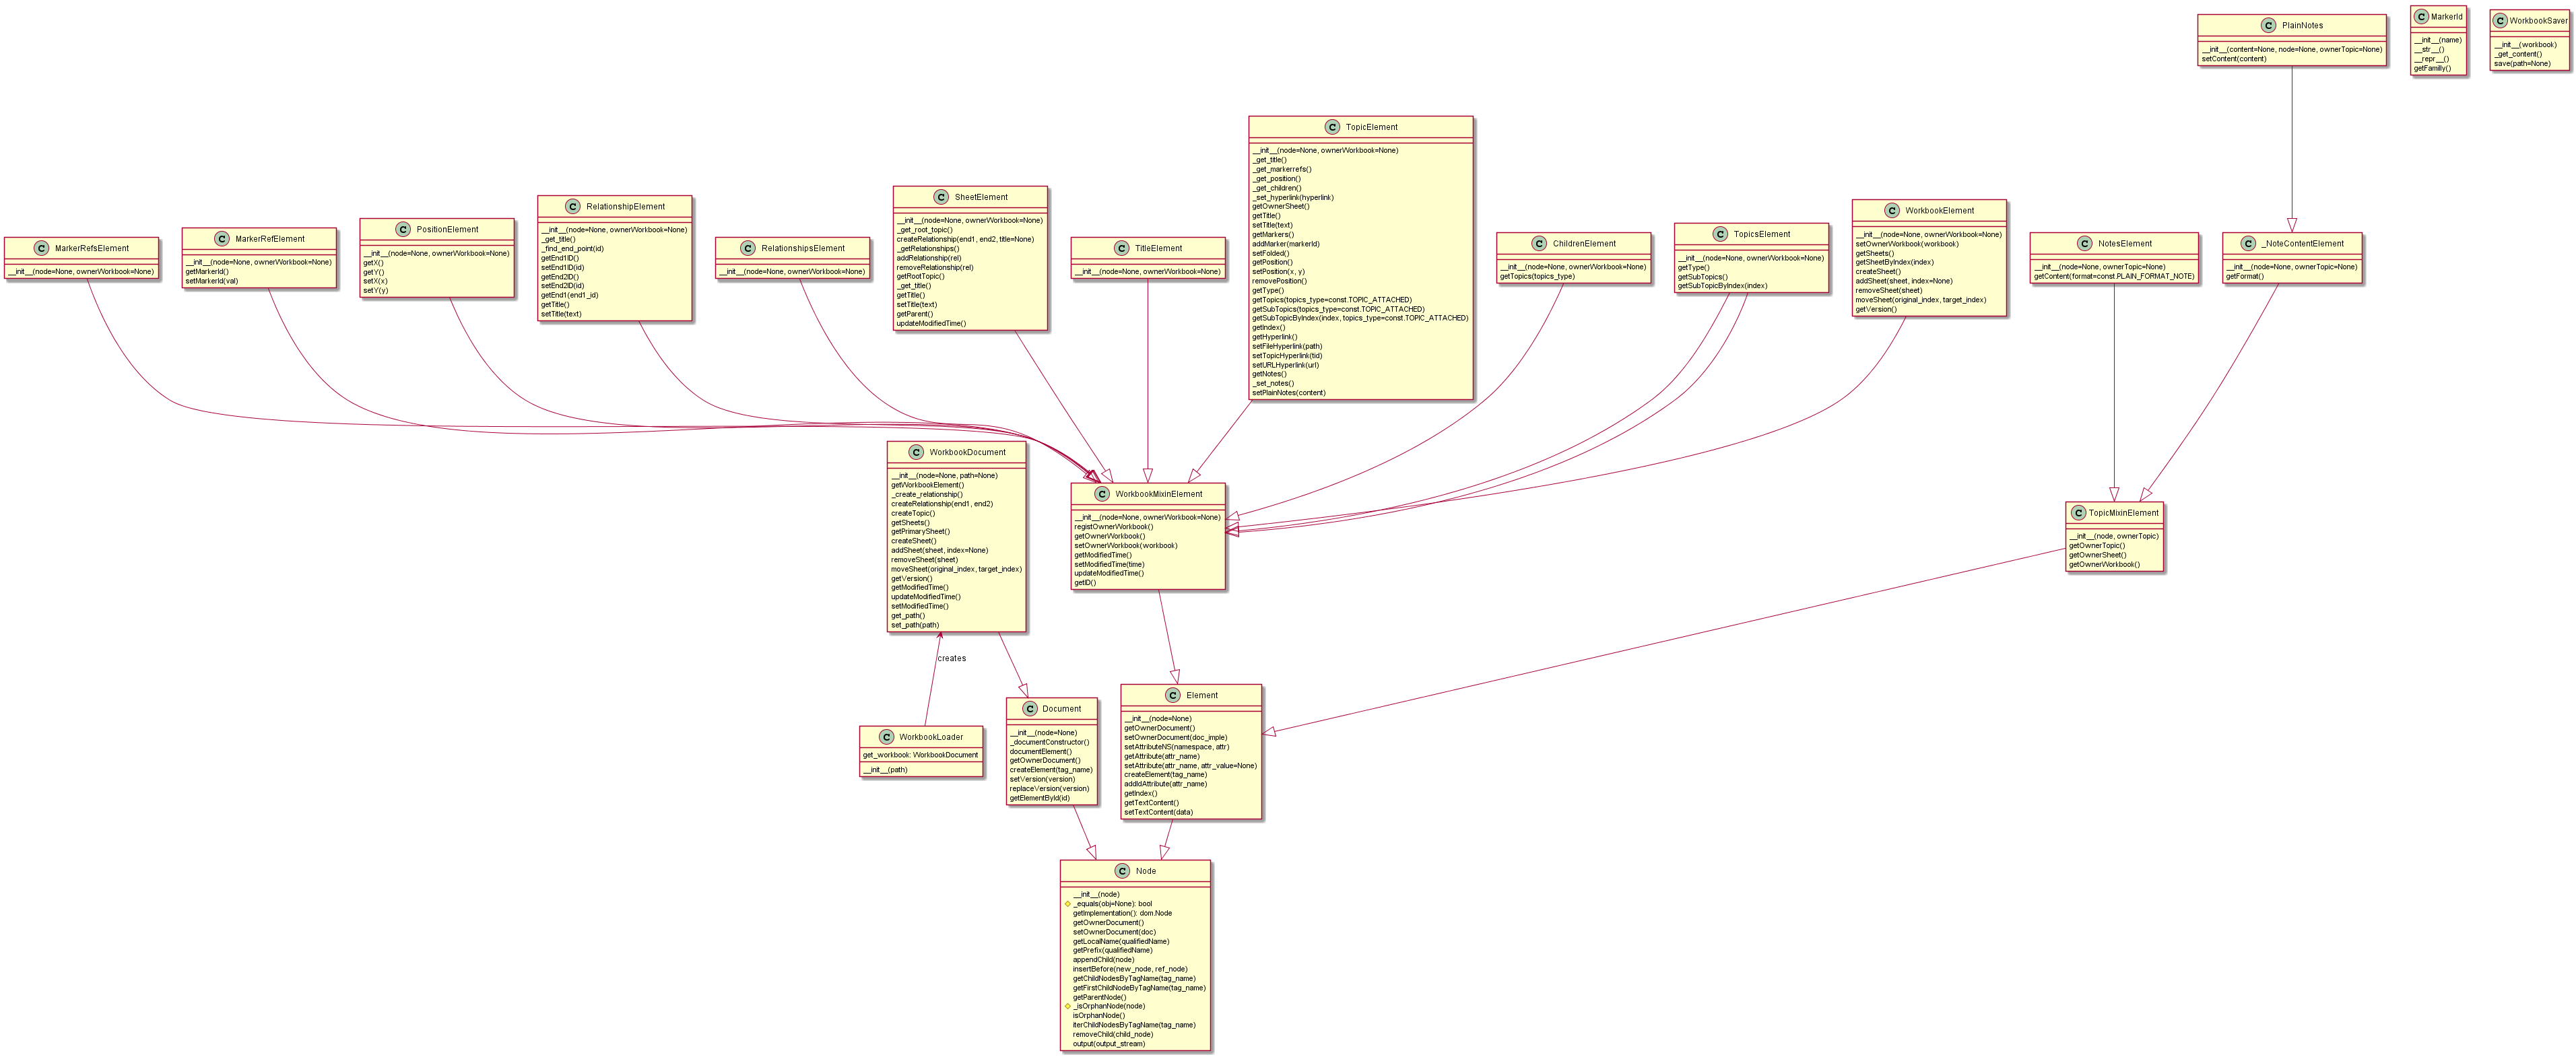 PlainNotes
__init__(content=None, node=None, ownerTopic=None)
setContent(content)
MarkerId
__init__(name)
__str__()
__repr__()
getFamilly()
WorkbookSaver
__init__(workbook)
_get_content()
save(path=None)
MarkerRefsElement
__init__(node=None, ownerWorkbook=None)
MarkerRefElement
__init__(node=None, ownerWorkbook=None)
getMarkerId()
setMarkerId(val)
PositionElement
__init__(node=None, ownerWorkbook=None)
getX()
getY()
setX(x)
setY(y)
RelationshipElement
__init__(node=None, ownerWorkbook=None)
_get_title()
_find_end_point(id)
getEnd1ID()
setEnd1ID(id)
getEnd2ID()
setEnd2ID(id)
getEnd1(end1_id)
getTitle()
setTitle(text)
RelationshipsElement
__init__(node=None, ownerWorkbook=None)
SheetElement
__init__(node=None, ownerWorkbook=None)
_get_root_topic()
createRelationship(end1, end2, title=None)
_getRelationships()
addRelationship(rel)
removeRelationship(rel)
getRootTopic()
_get_title()
getTitle()
setTitle(text)
getParent()
updateModifiedTime()
TitleElement
__init__(node=None, ownerWorkbook=None)
TopicElement
__init__(node=None, ownerWorkbook=None)
_get_title()
_get_markerrefs()
_get_position()
_get_children()
_set_hyperlink(hyperlink)
getOwnerSheet()
getTitle()
setTitle(text)
getMarkers()
addMarker(markerId)
setFolded()
getPosition()
setPosition(x, y)
removePosition()
getType()
getTopics(topics_type=const.TOPIC_ATTACHED)
getSubTopics(topics_type=const.TOPIC_ATTACHED)
getSubTopicByIndex(index, topics_type=const.TOPIC_ATTACHED)
getIndex()
getHyperlink()
setFileHyperlink(path)
setTopicHyperlink(tid)
setURLHyperlink(url)
getNotes()
_set_notes()
setPlainNotes(content)
ChildrenElement
__init__(node=None, ownerWorkbook=None)
getTopics(topics_type)
TopicsElement
__init__(node=None, ownerWorkbook=None)
getType()
getSubTopics()
getSubTopicByIndex(index)
WorkbookElement
__init__(node=None, ownerWorkbook=None)
setOwnerWorkbook(workbook)
getSheets()
getSheetByIndex(index)
createSheet()
addSheet(sheet, index=None)
removeSheet(sheet)
moveSheet(original_index, target_index)
getVersion()
NotesElement
__init__(node=None, ownerTopic=None)
getContent(format=const.PLAIN_FORMAT_NOTE)
_NoteContentElement
__init__(node=None, ownerTopic=None)
getFormat()
WorkbookDocument
__init__(node=None, path=None)
getWorkbookElement()
_create_relationship()
createRelationship(end1, end2)
createTopic()
getSheets()
getPrimarySheet()
createSheet()
addSheet(sheet, index=None)
removeSheet(sheet)
moveSheet(original_index, target_index)
getVersion()
getModifiedTime()
updateModifiedTime()
setModifiedTime()
get_path()
set_path(path)
WorkbookMixinElement
__init__(node=None, ownerWorkbook=None)
registOwnerWorkbook()
getOwnerWorkbook()
setOwnerWorkbook(workbook)
getModifiedTime()
setModifiedTime(time)
updateModifiedTime()
getID()
TopicMixinElement
__init__(node, ownerTopic)
getOwnerTopic()
getOwnerSheet()
getOwnerWorkbook()
creates
WorkbookLoader
get_workbook: WorkbookDocument
__init__(path)
Document
__init__(node=None)
_documentConstructor()
documentElement()
getOwnerDocument()
createElement(tag_name)
setVersion(version)
replaceVersion(version)
getElementById(id)
Element
__init__(node=None)
getOwnerDocument()
setOwnerDocument(doc_imple)
setAttributeNS(namespace, attr)
getAttribute(attr_name)
setAttribute(attr_name, attr_value=None)
createElement(tag_name)
addIdAttribute(attr_name)
getIndex()
getTextContent()
setTextContent(data)
Node
__init__(node)
_equals(obj=None): bool
getImplementation(): dom.Node
getOwnerDocument()
setOwnerDocument(doc)
getLocalName(qualifiedName)
getPrefix(qualifiedName)
appendChild(node)
insertBefore(new_node, ref_node)
getChildNodesByTagName(tag_name)
getFirstChildNodeByTagName(tag_name)
getParentNode()
_isOrphanNode(node)
isOrphanNode()
iterChildNodesByTagName(tag_name)
removeChild(child_node)
output(output_stream)